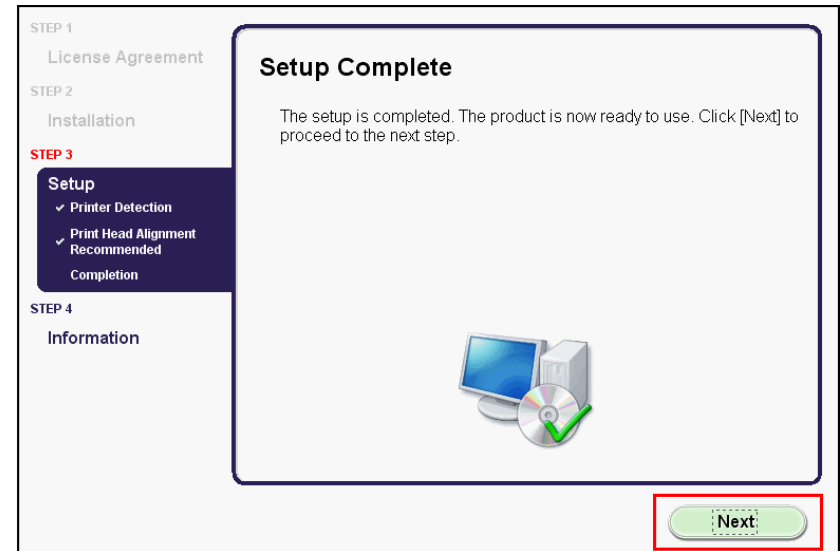 STEP 1
License Agreement
STEP 2
Installation
STEP 3
Setup
Printer Detection
Print Head Alignment
Recommended
Completion
STEP 4
Information
Setup Complete
The setup is completed. The product is now ready to use. Click [Next] to
proceed to the next step.
Next